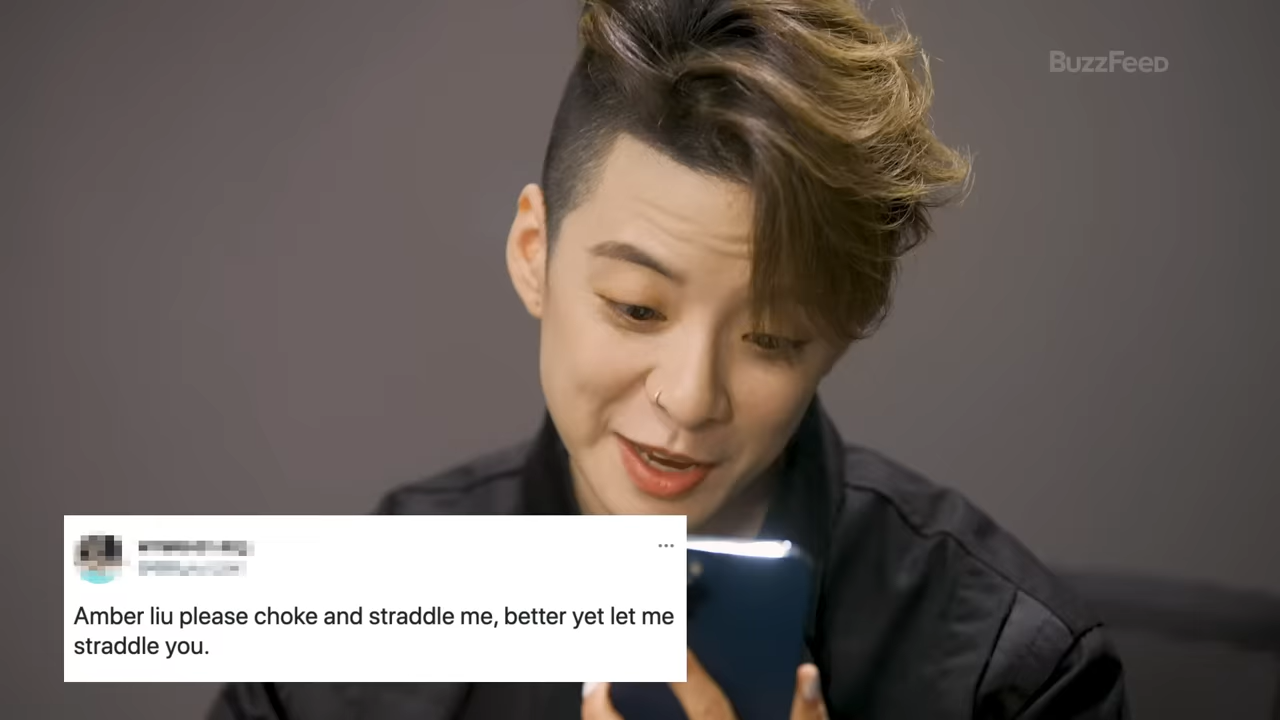 BuzzFeed
Amber liu please choke and straddle me, better yet let me
straddle you.